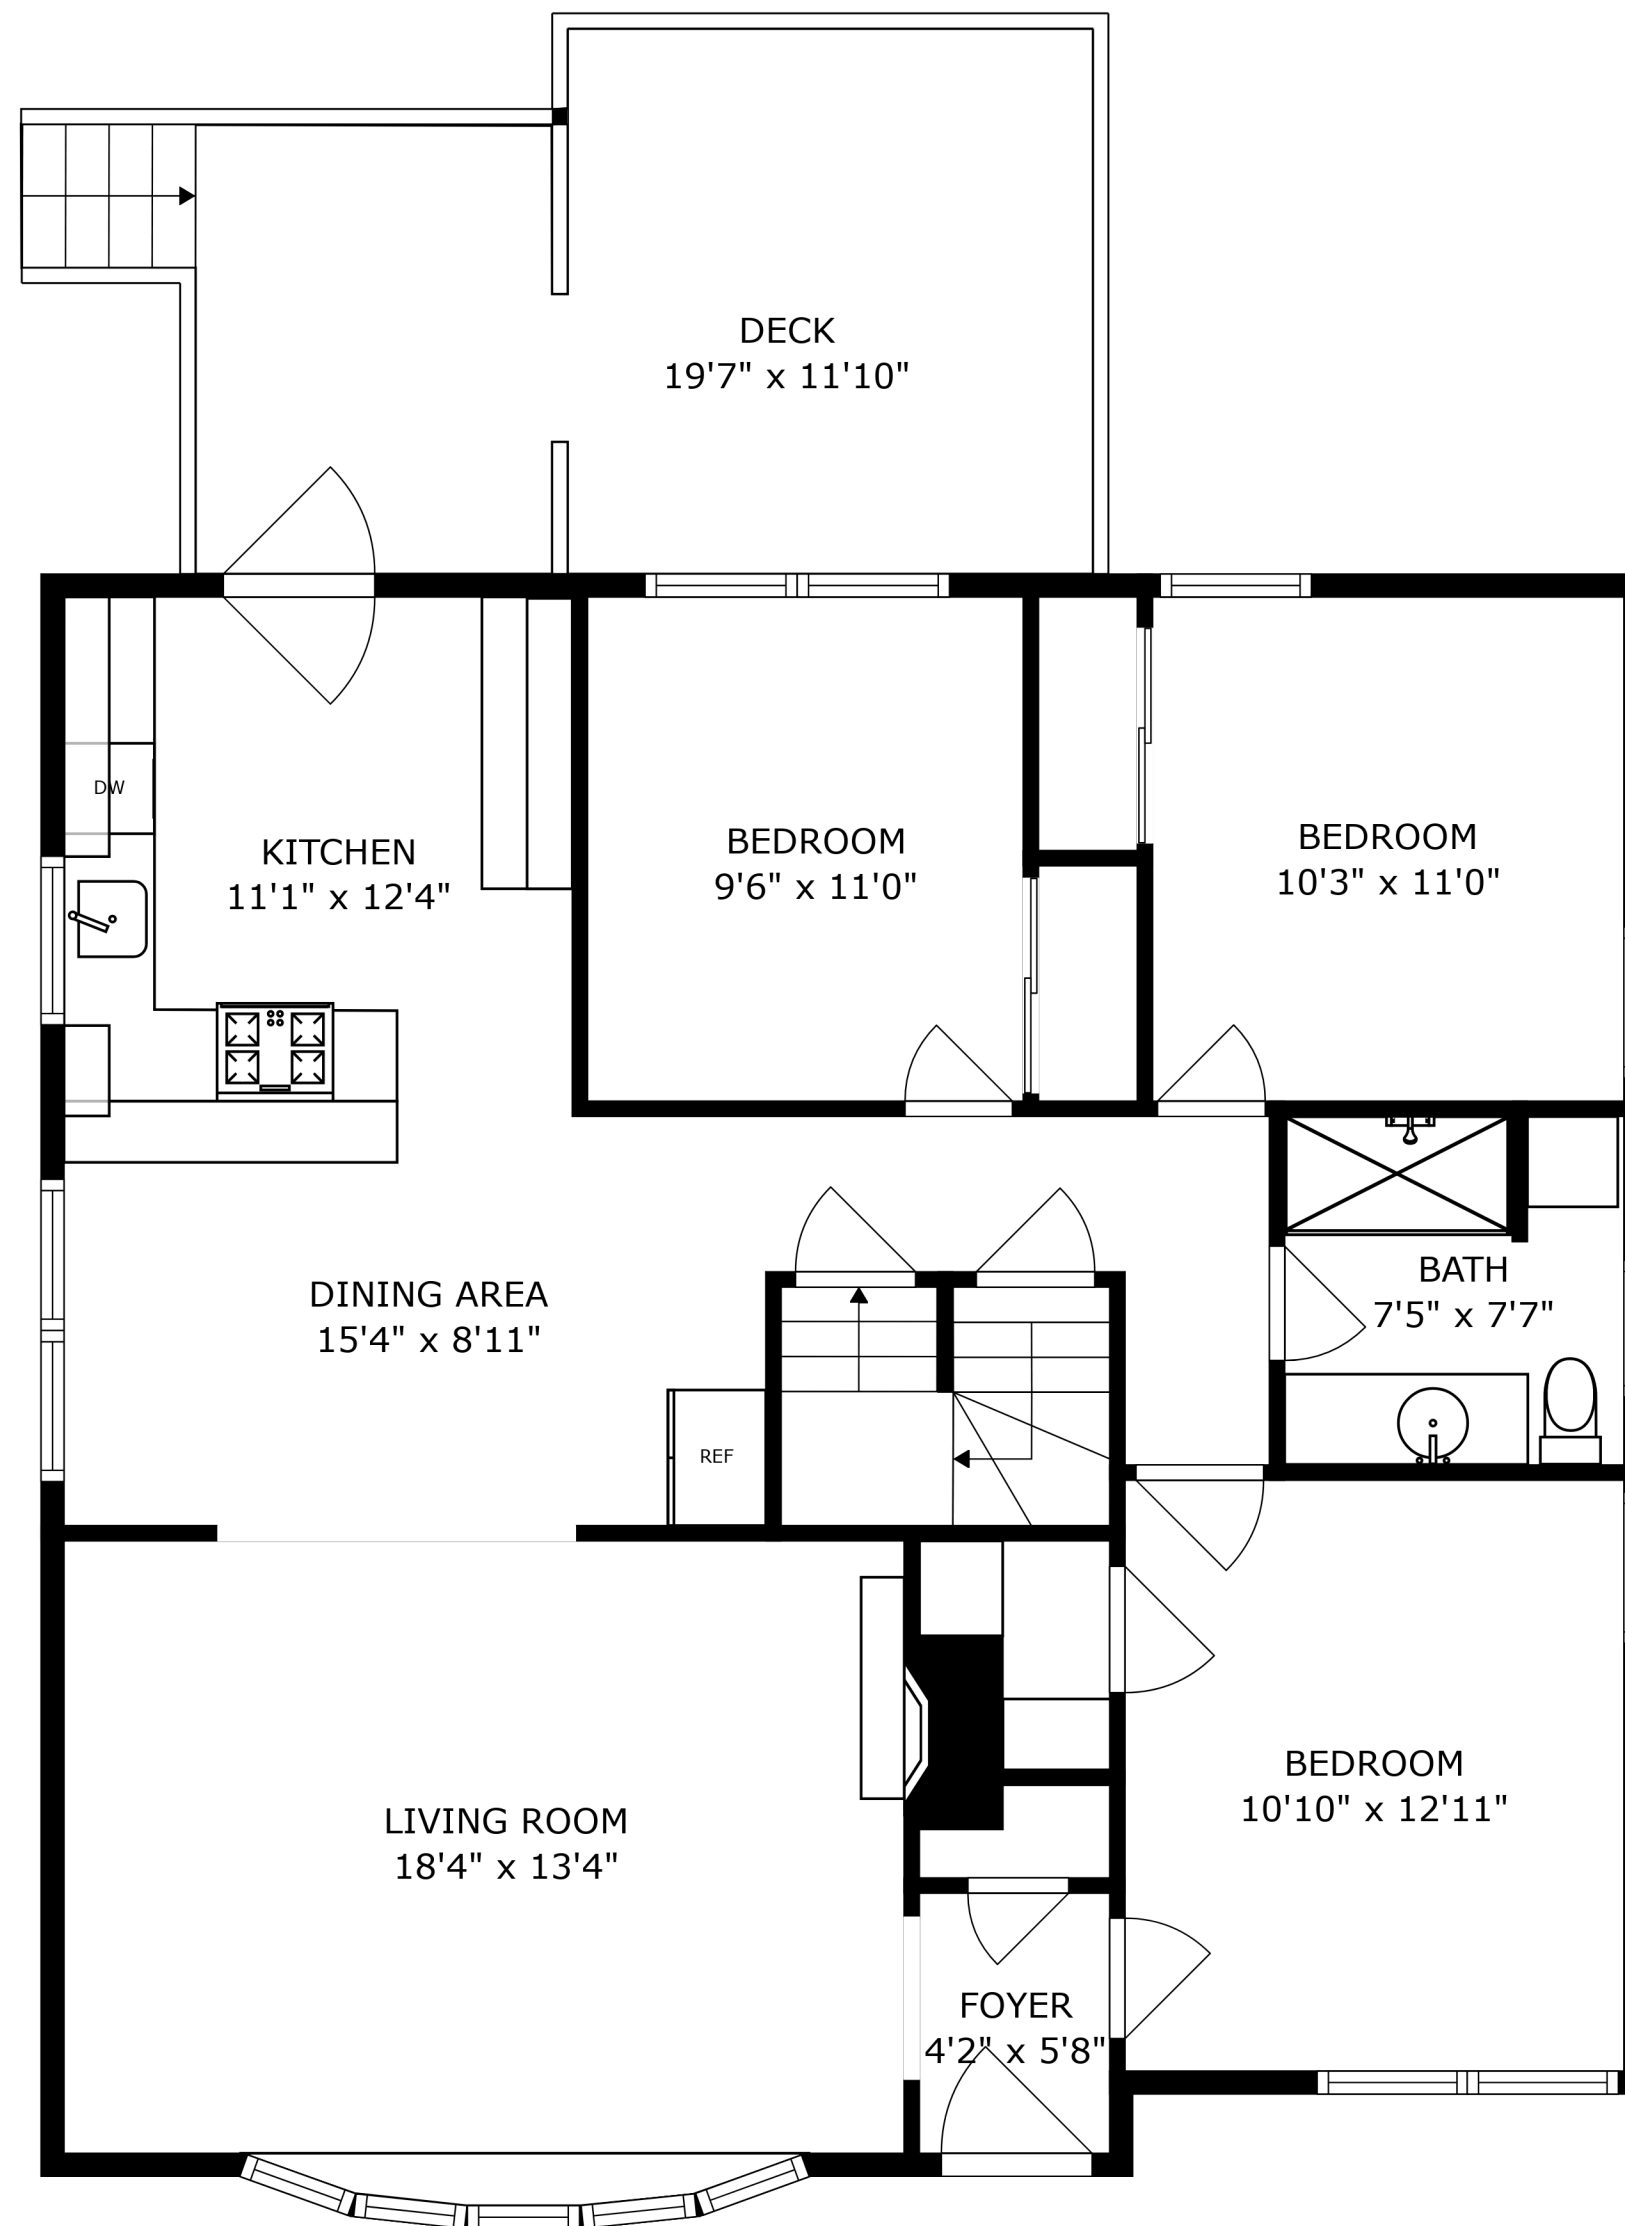 DECK
19'7" x 11'10"
KITCHEN
11'1" x 12'4"
DW
BEDROOM
9'6" x 11'0"
BEDROOM
10'3" x 11'0"
DINING AREA
15'4" x 8'11"
BATH
7'5" x 7'7"
REF
LIVING ROOM
18'4" x 13'4"
BEDROOM
10'10" x 12'11"
FOYER
4'2" x 5'8"